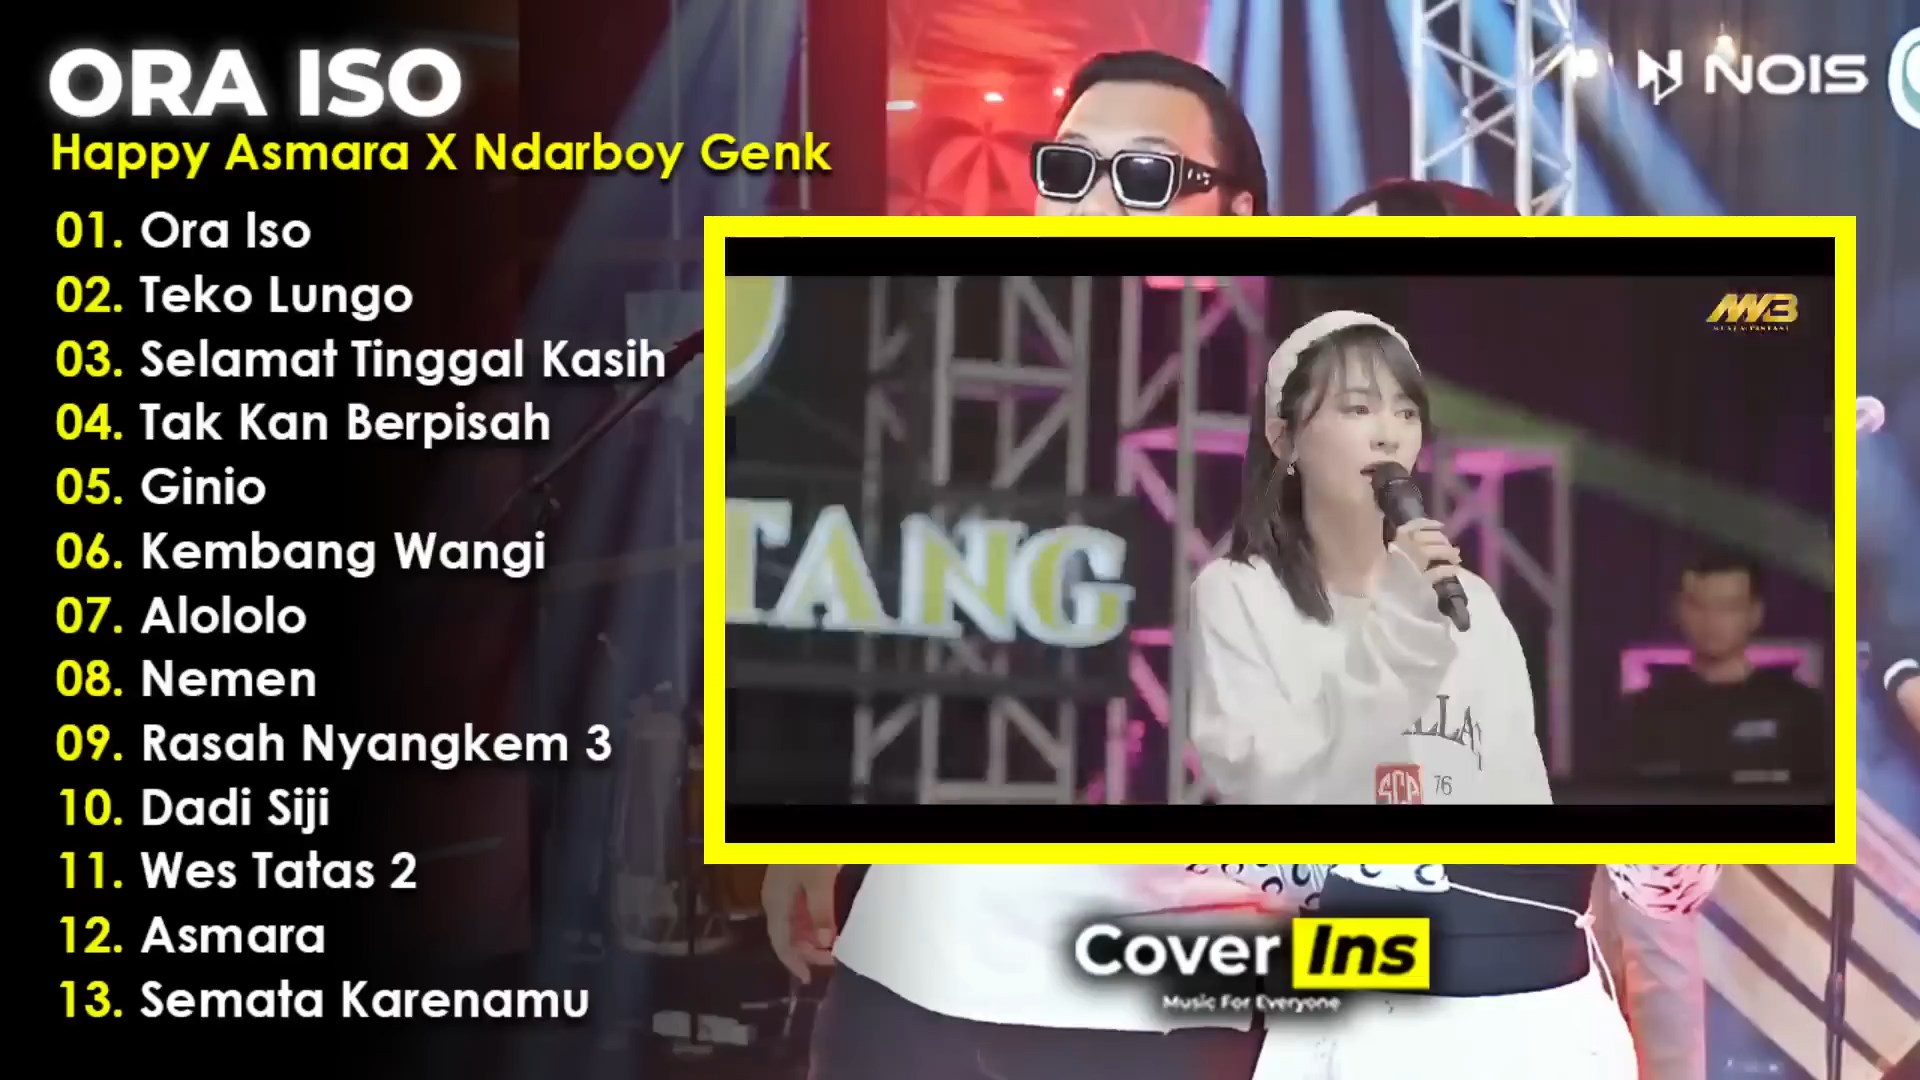 ORA ISO
Happy Asmara X Ndarboy Genk
01. Ora Iso
02. Teko Lungo
03. Selamat Tinggal Kasih
04. Tak Kan Berpisah
05. Ginio
06. Kembang Wangi
07. Alololo
08. Nemen
09. Rasah Nyangkem 3
10. Dadi Siji
11. Wes Tatas 2
12. Asmara
13. Semata Karenamu
NOIS
TANG
76
Cover Ins
Music For Everyone